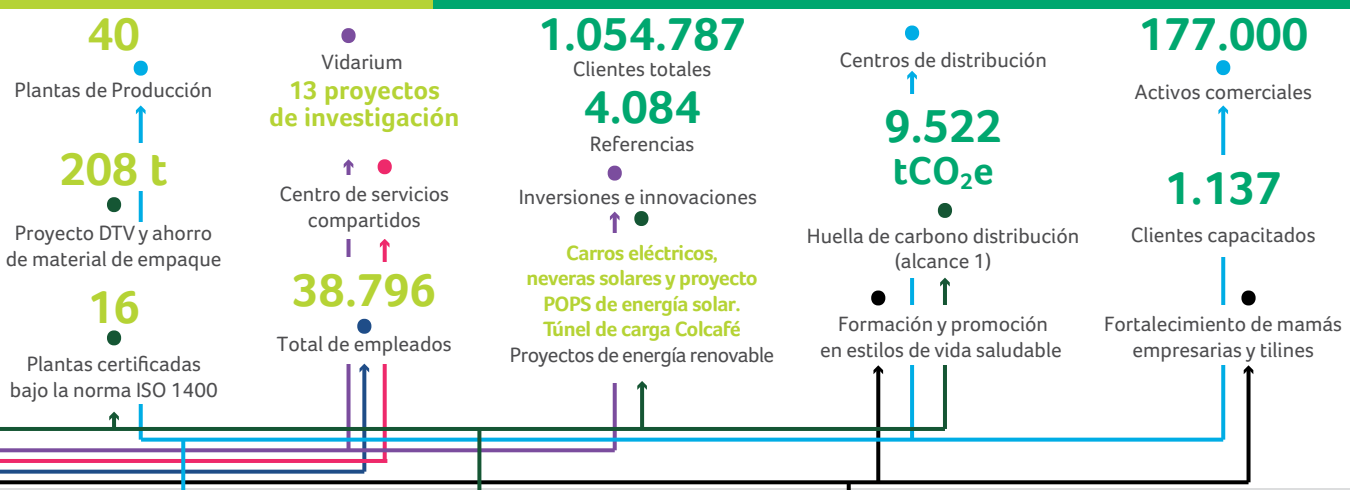 40
Plantas de Producción
208 t
Proyecto DTV y ahorro
de material de empaque
16
Plantas certificadas
bajo la norma ISO 1400
Vidarium
13 proyectos
de investigación
Centro de servicios
compartidos
38.796
Total de empleados
1.054.787
Clientes totales
4.084
Referencias
Inversiones e innovaciones
Carros eléctricos,
neveras solares y proyecto
POPS de energía solar.
Túnel de carga Colcafé
Proyectos de energía renovable
Centros de distribución
9.522
tCO₂e
Huella de carbono distribución
(alcance 1)
Formación y promoción
en estilos de vida saludable
177.000
Activos comerciales
1.137
Clientes capacitados
Fortalecimiento de mamás
empresarias y tilines